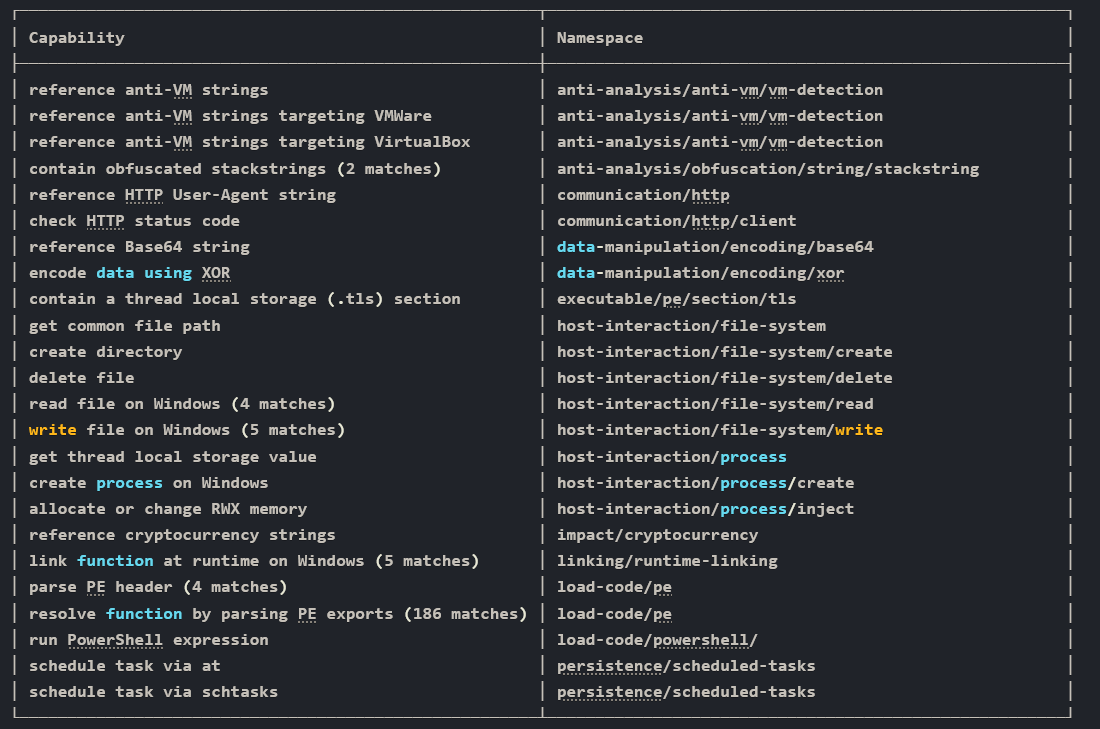 Capability Namespace
reference anti-VM strings anti-analysis/anti-vm/vm-detection
reference anti-VM strings targeting VMWare anti-analysis/anti-vm/vm-detection
reference anti-VM strings targeting VirtualBox anti-analysis/anti-vm/vm-detection
contain obfuscated stackstrings (2 matches) anti-analysis/obfuscation/string/stackstring
reference HTTP User-Agent string communication/http
check HTTP status code communication/http/client
reference Base64 string data-manipulation/encoding/base64
encode data using XOR data-manipulation/encoding/xor
contain a thread local storage (.tls) section executable/pe/section/tls
get common file path host-interaction/file-system
create directory host-interaction/file-system/create
delete file host-interaction/file-system/delete
read file on Windows (4 matches) host-interaction/file-system/read
write file on Windows (5 matches) host-interaction/file-system/write
get thread local storage value host-interaction/process
create process on Windows host-interaction/process/create
allocate or change RWX memory host-interaction/process/inject
reference cryptocurrency strings impact/cryptocurrency
link function at runtime on Windows (5 matches) linking/runtime-linking
parse PE header (4 matches) load-code/pe
resolve function by parsing PE exports (186 matches) load-code/pe
run PowerShell expression load-code/powershell/
schedule task via at persistence/scheduled-tasks
schedule task via schtasks persistence/scheduled-tasks